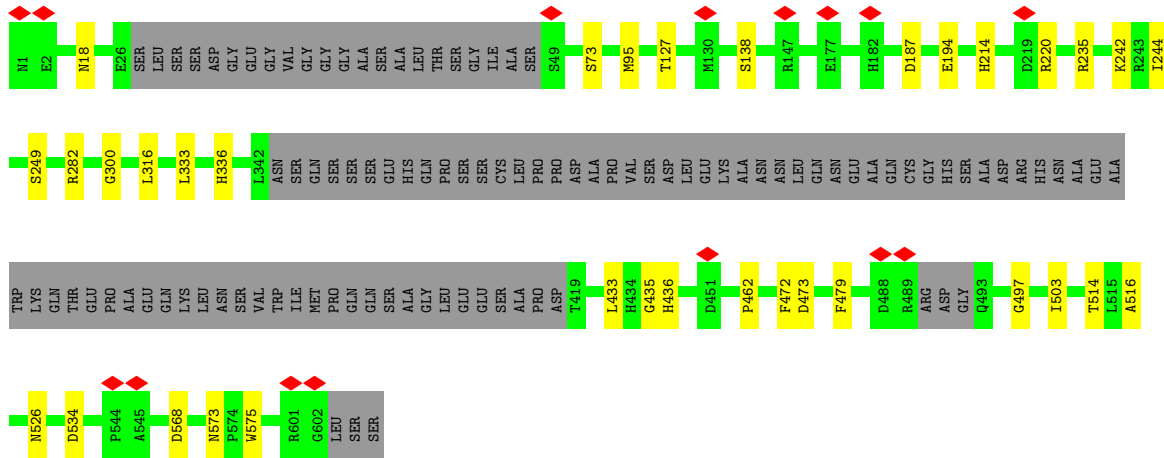 N1 E2 N18 E26 SER LEU SER SER ASP GLY GLU GLY VAL GLY GLY GLY ALA SER ALA LEU THR SER GLY ILE ALA SER S49 S73 M95 T127 M130 S138 R147 E177 H182 D187 E194 H214 D219 R220 R235 K242 R243 I244
S249 R282 G300 L316 L333 H336 L342 ASN SER GLN SER SER SER GLU HIS GLN PRO SER SER CYS LEU PRO PRO ASP ALA PRO VAL SER ASP LEU GLU LYS ALA ASN ASN LEU GLN ASN GLU ALA GLN CYS GLY HIS SER ALA ASP ARG HIS ASN ALA GLU ALA
TRP LYS GLN THR GLU PRO ALA GLU GLN LYS LEU ASN SER VAL TRP ILE MET PRO GLN GLN SER ALA GLY LEU GLU GLU SER ALA PRO ASP T419 L433 H434 G435 H436 D451 P462 F472 D473 F479 D488 R489 ARG ASP GLY Q493 G497 I503 T514 L515 A516
N526 D534 P544 A545 D568 N573 P574 W575 R601 G602 LEU SER SER